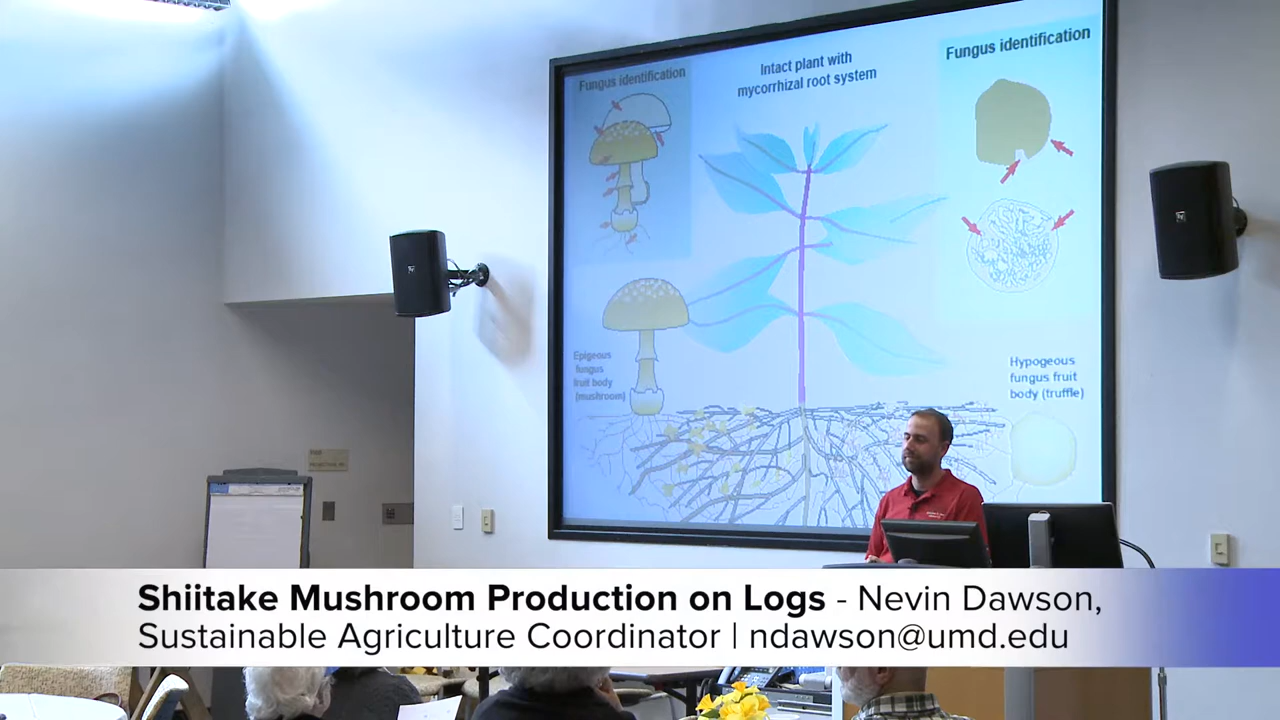 Fungus identification
Intact plant with
mycorrhizal root system
Fungus identification
Epigeous
fungus
fruit body
(mushroom)
Hypogeous
fungus fruit
body (truffle)
Shiitake Mushroom Production on Logs - Nevin Dawson,
Sustainable Agriculture Coordinator | ndawson@umd.edu